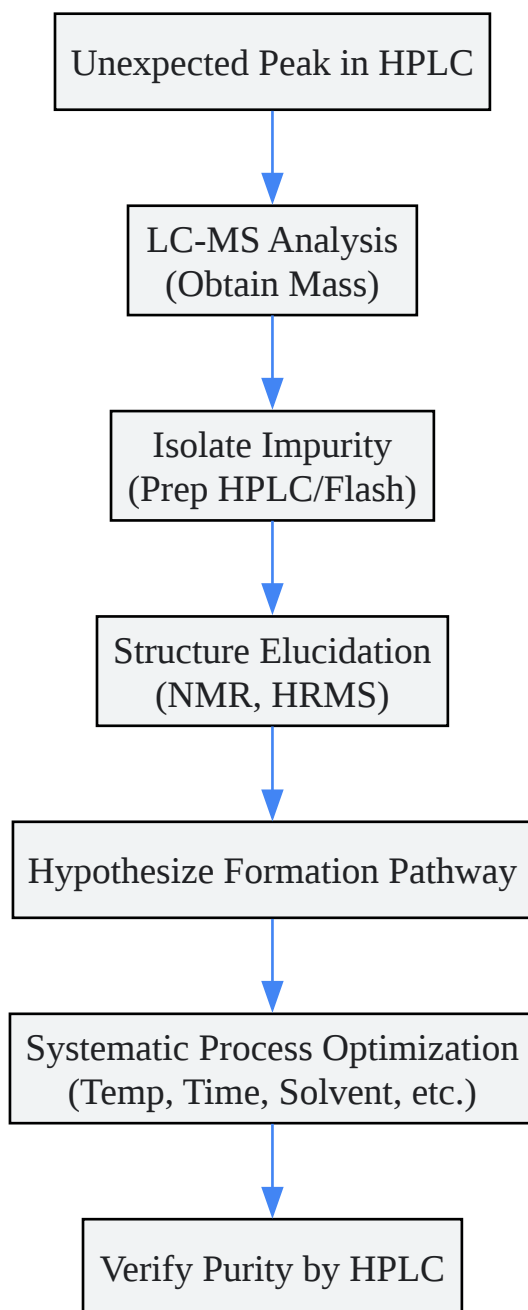 Unexpected Peak in HPLC
LC-MS Analysis
(Obtain Mass)
Isolate Impurity
(Prep HPLC/Flash)
Structure Elucidation
(NMR, HRMS)
Hypothesize Formation Pathway
Systematic Process Optimization
(Temp, Time, Solvent, etc.)
Verify Purity by HPLC